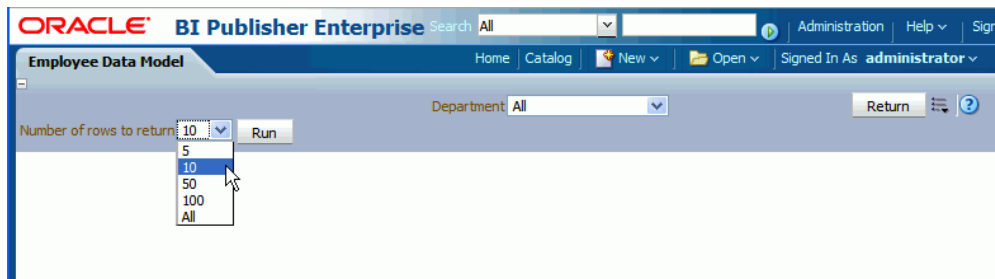 ORACLE BI Publisher Enterprise Search All Administration Help Sign
Employee Data Model Home Catalog New Open Signed In As administrator
Department All Return
Number of rows to return 10 Run
5
10
50
100
All